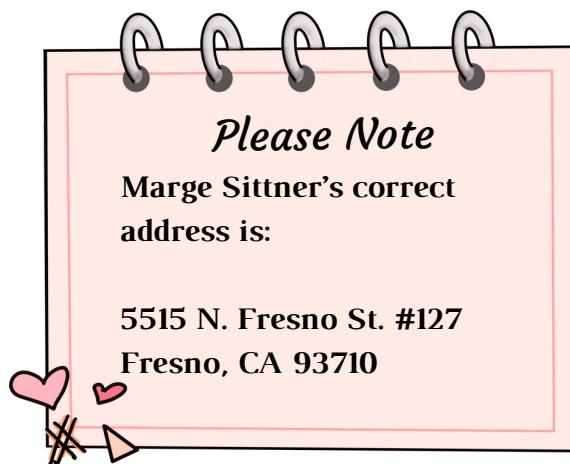 Please Note
Marge Sittner's correct
address is:
5515 N. Fresno St. #127
Fresno, CA 93710